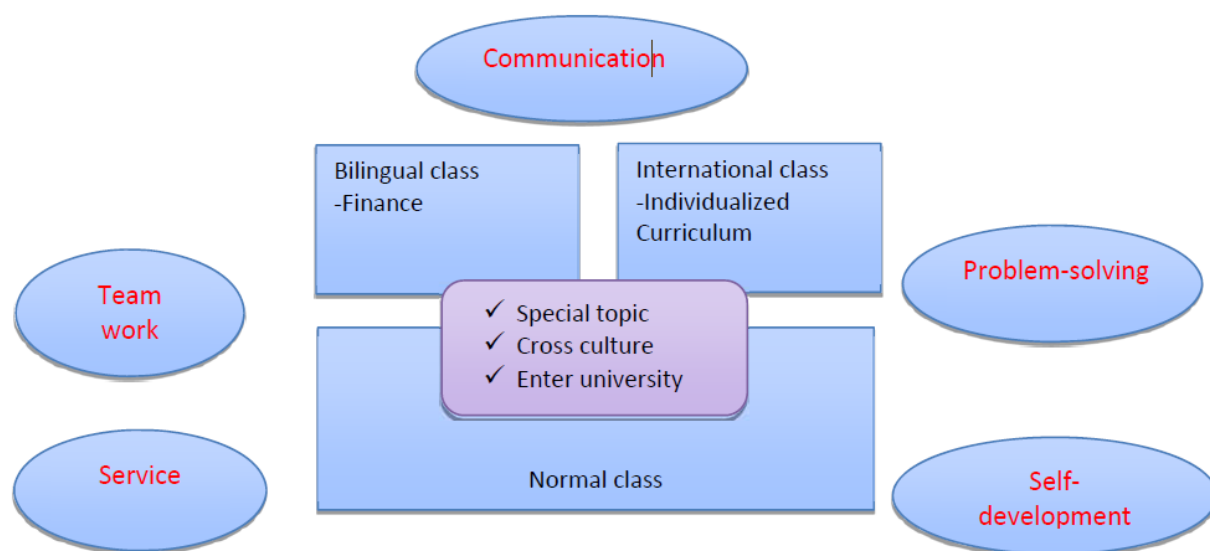 Communication
Bilingual class
-Finance
International class
-Individualized
Curriculum
Team
work
Problem-solving
✓ Special topic
✓ Cross culture
✓ Enter university
Service
Normal class
Self-
development